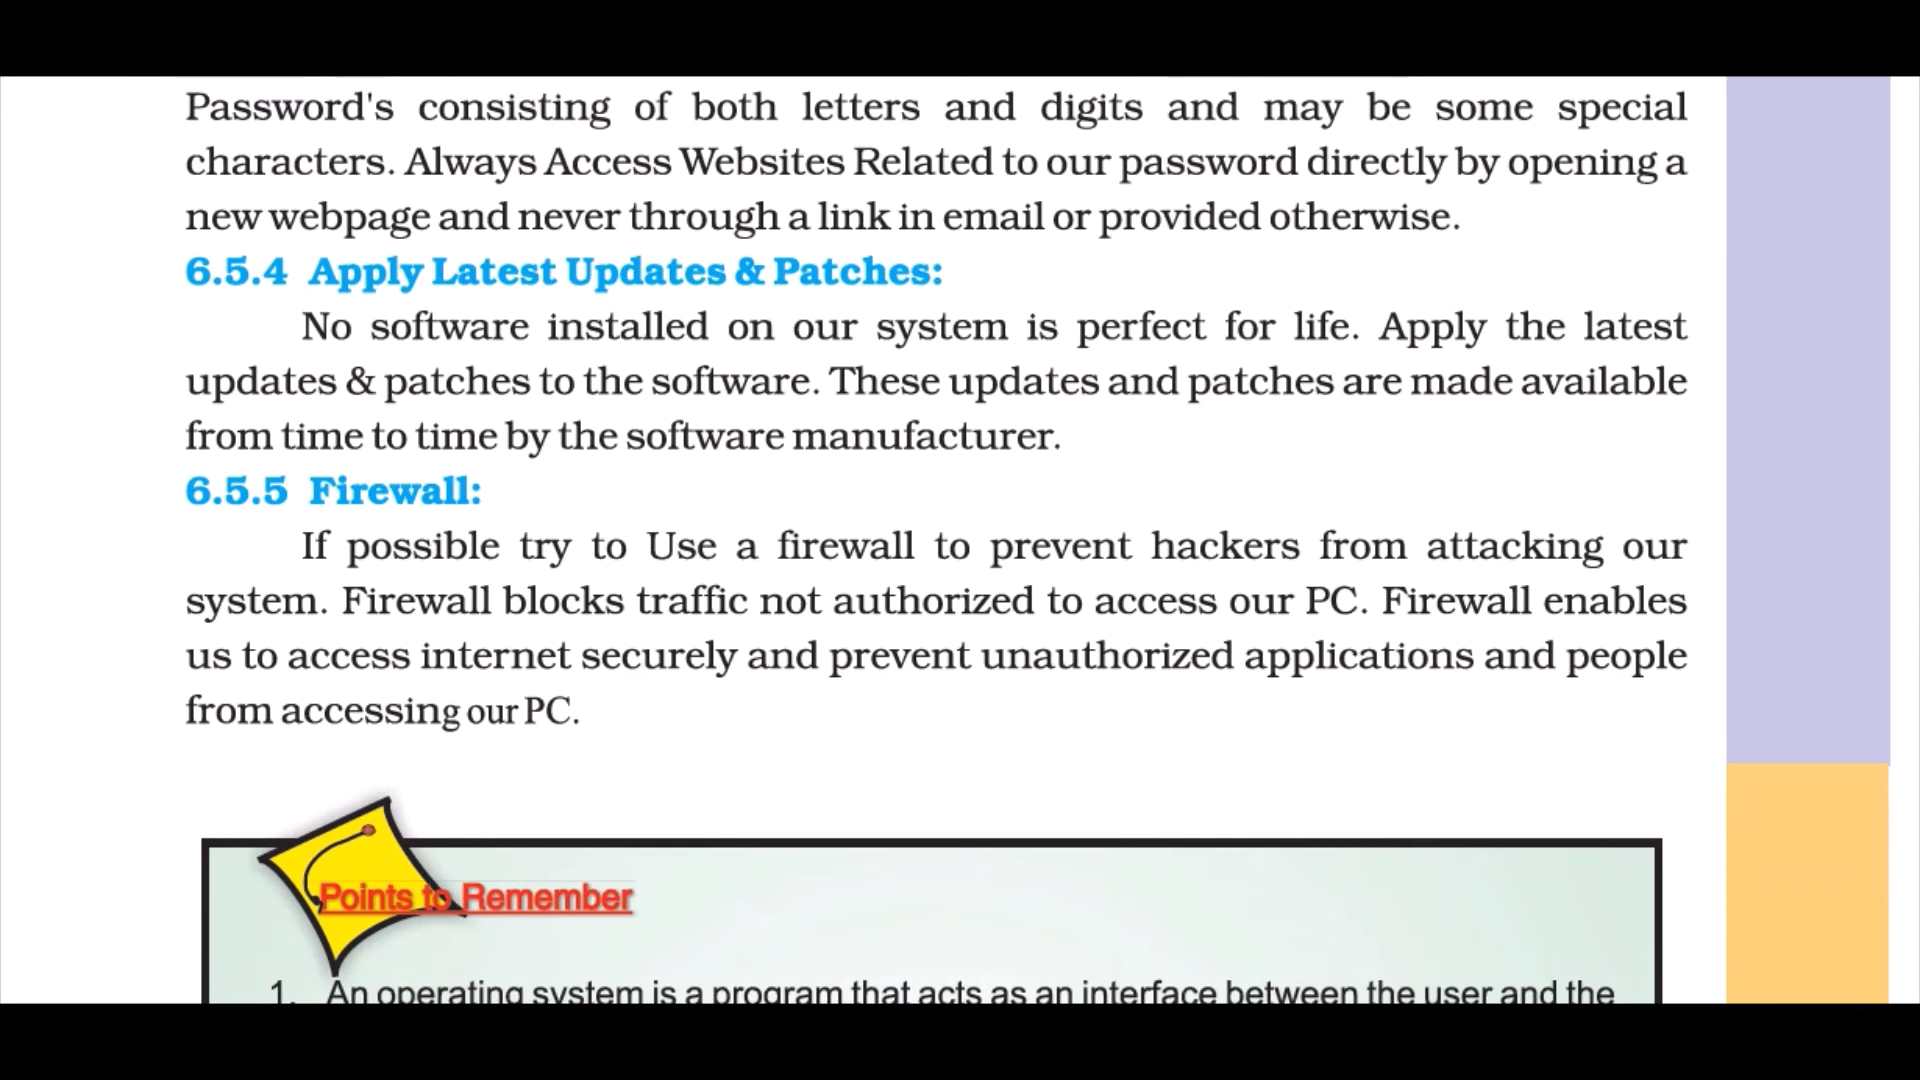 Password's consisting of both letters and digits and may be some special
characters. Always Access Websites Related to our password directly by opening a
new webpage and never through a link in email or provided otherwise.
6.5.4 Apply Latest Updates & Patches:
No software installed on our system is perfect for life. Apply the latest
updates & patches to the software. These updates and patches are made available
from time to time by the software manufacturer.
6.5.5 Firewall:
If possible try to Use a firewall to prevent hackers from attacking our
system. Firewall blocks traffic not authorized to access our PC. Firewall enables
us to access internet securely and prevent unauthorized applications and people
from accessing our PC.
Points to Remember
1. An operating system is a program that acts as an interface between the user and the